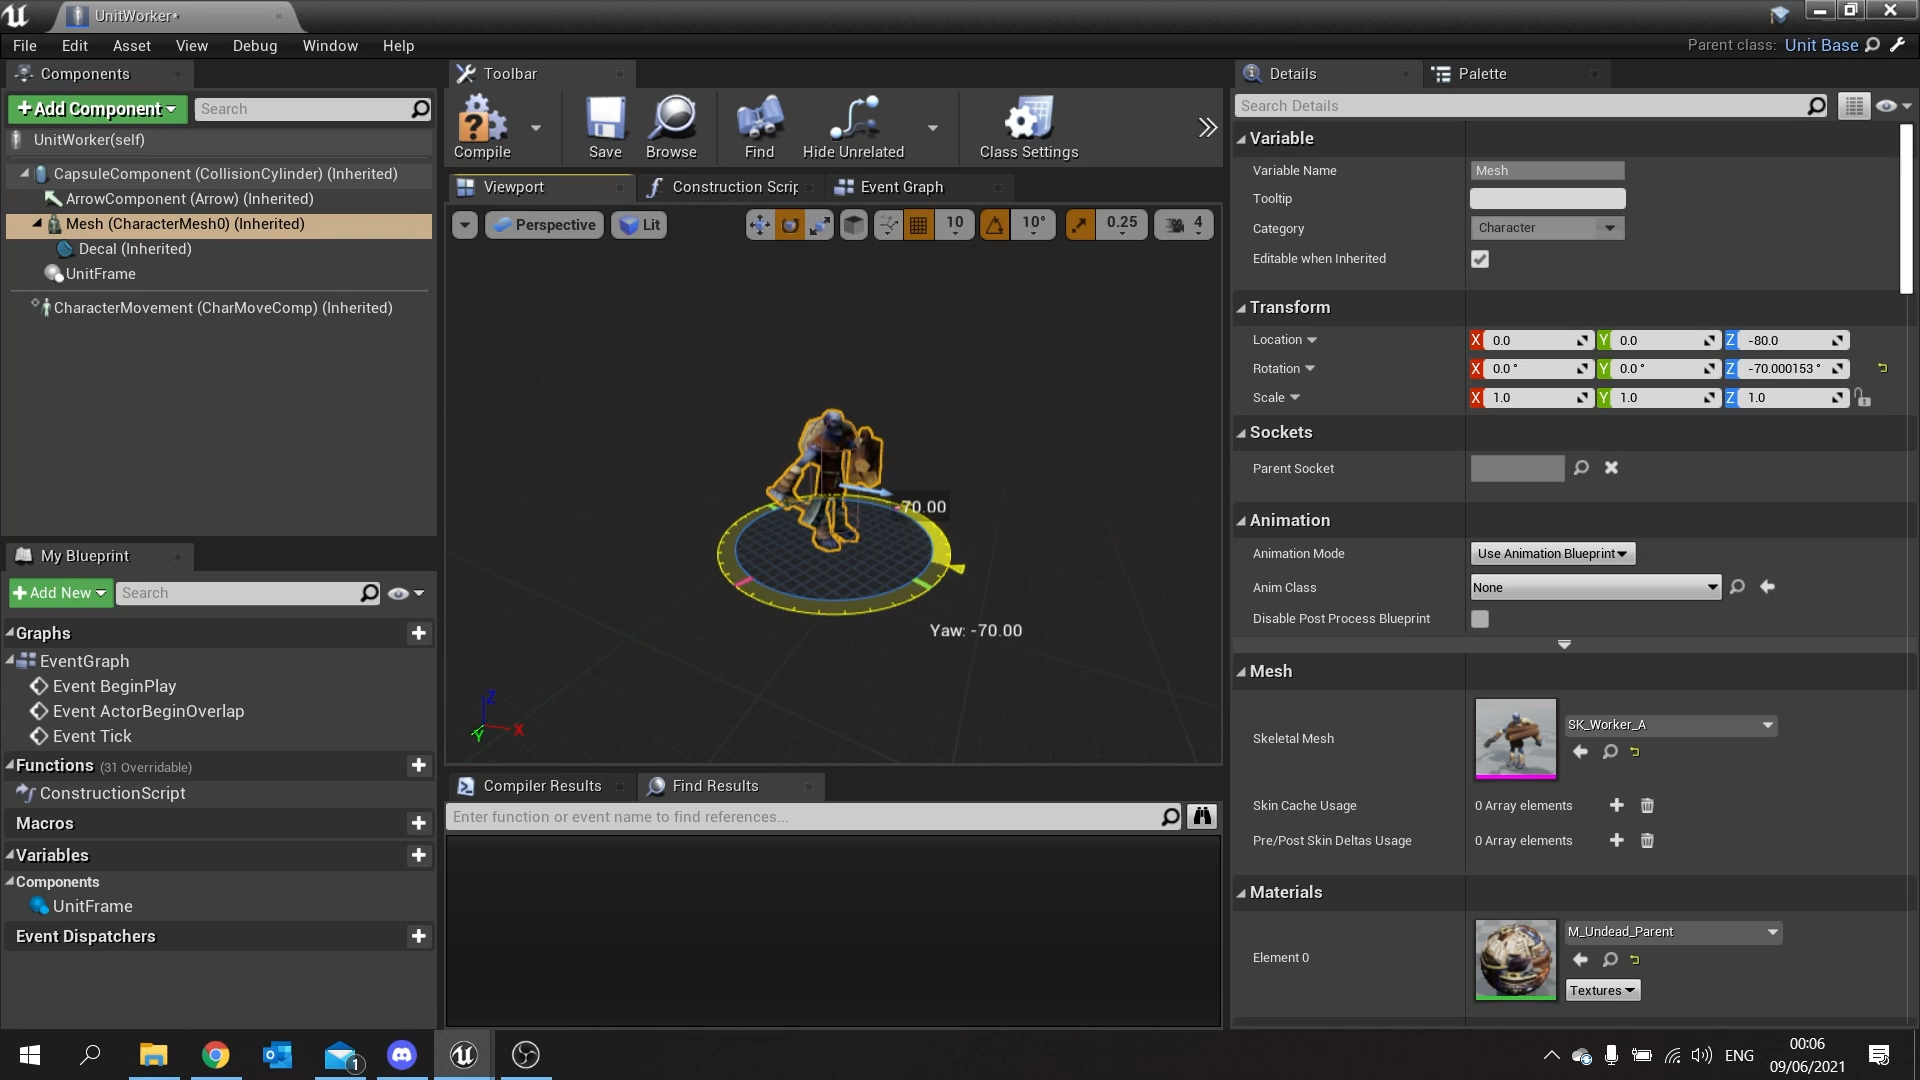 UnitWorker*
File Edit Asset View Debug Window Help
Parent class: Unit Base
Components
+Add Component
Search
UnitWorker(self)
CapsuleComponent (CollisionCylinder) (Inherited)
ArrowComponent (Arrow) (Inherited)
Mesh (CharacterMesh0) (Inherited)
Decal (Inherited)
UnitFrame
CharacterMovement (CharMoveComp) (Inherited)
My Blueprint
+Add New
Search
Graphs
EventGraph
Event BeginPlay
Event ActorBeginOverlap
Event Tick
Functions (31 Overridable)
ConstructionScript
Macros
Variables
Components
UnitFrame
Event Dispatchers
Toolbar
Compile Save Browse Find Hide Unrelated Class Settings
Viewport Construction Scrip Event Graph
Perspective Lit 10 10° 0.25 4
-70.00
Yaw: -70.00
Z
X
Y
Compiler Results Find Results
Enter function or event name to find references...
Details Palette
Search Details
Variable
Variable Name Mesh
Tooltip
Category Character
Editable when Inherited
Transform
Location X 0.0 Y 0.0 Z -80.0
Rotation X 0.0 ° Y 0.0 ° Z -70.000153 °
Scale X 1.0 Y 1.0 Z 1.0
Sockets
Parent Socket
Animation
Animation Mode Use Animation Blueprint
Anim Class None
Disable Post Process Blueprint
Mesh
Skeletal Mesh SK_Worker_A
Skin Cache Usage 0 Array elements
Pre/Post Skin Deltas Usage 0 Array elements
Materials
Element 0 M_Undead_Parent
Textures
1
ENG
00:06
09/06/2021